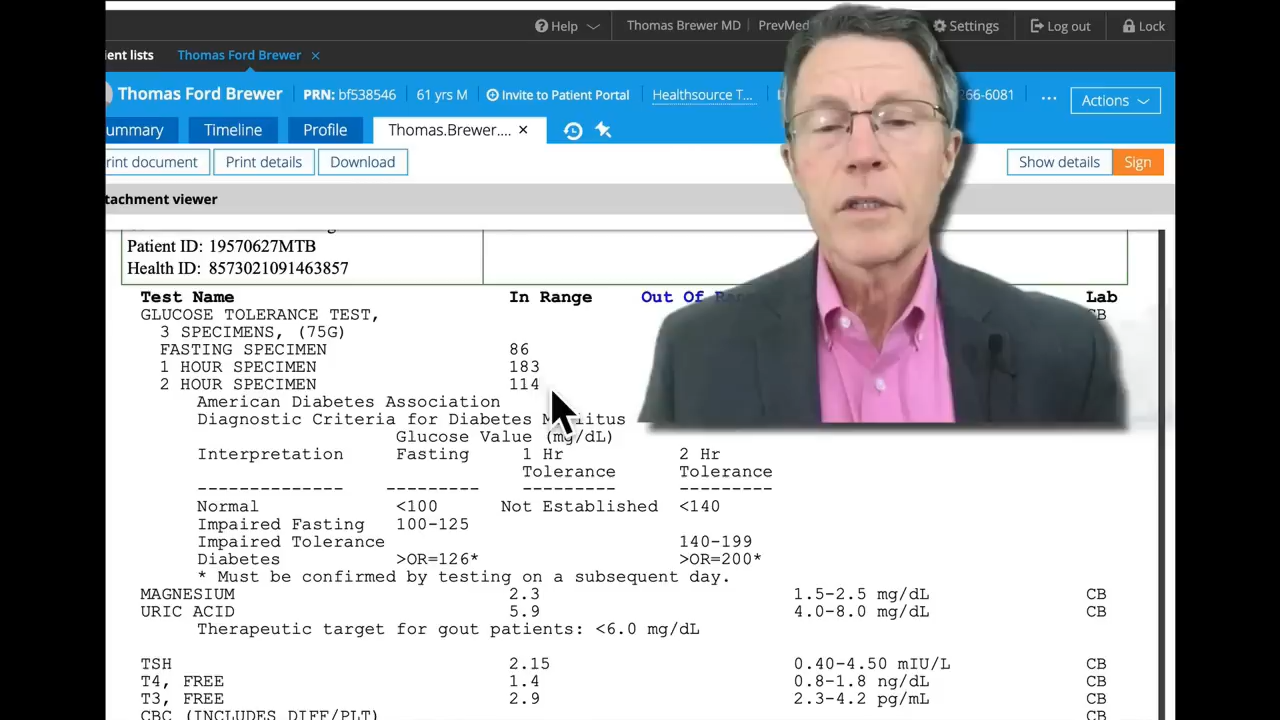 Help Thomas Brewer MD PrevMed Settings Log out Lock
ent lists Thomas Ford Brewer ×
Thomas Ford Brewer PRN: bf538546 61 yrs M Invite to Patient Portal Healthsource T... 266-6081 ... Actions
ummary Timeline Profile Thomas.Brewer.... ×
rint document Print details Download Show details Sign
tachment viewer
Patient ID: 19570627MTB
Health ID: 8573021091463857
Test Name In Range Out Of Lab
GLUCOSE TOLERANCE TEST, CB
3 SPECIMENS, (75G)
FASTING SPECIMEN 86
1 HOUR SPECIMEN 183
2 HOUR SPECIMEN 114
American Diabetes Association
Diagnostic Criteria for Diabetes M litus
Glucose Value (mg/dL)
Interpretation Fasting 1 Hr 2 Hr
Tolerance Tolerance
-------------- --------- --------- ---------
Normal <100 Not Established <140
Impaired Fasting 100-125
Impaired Tolerance 140-199
Diabetes >OR=126* >OR=200*
* Must be confirmed by testing on a subsequent day.
MAGNESIUM 2.3 1.5-2.5 mg/dL CB
URIC ACID 5.9 4.0-8.0 mg/dL CB
Therapeutic target for gout patients: <6.0 mg/dL
TSH 2.15 0.40-4.50 mIU/L CB
T4, FREE 1.4 0.8-1.8 ng/dL CB
T3, FREE 2.9 2.3-4.2 pg/mL CB
CBC (INCLUDES DIFF/PLT) CB